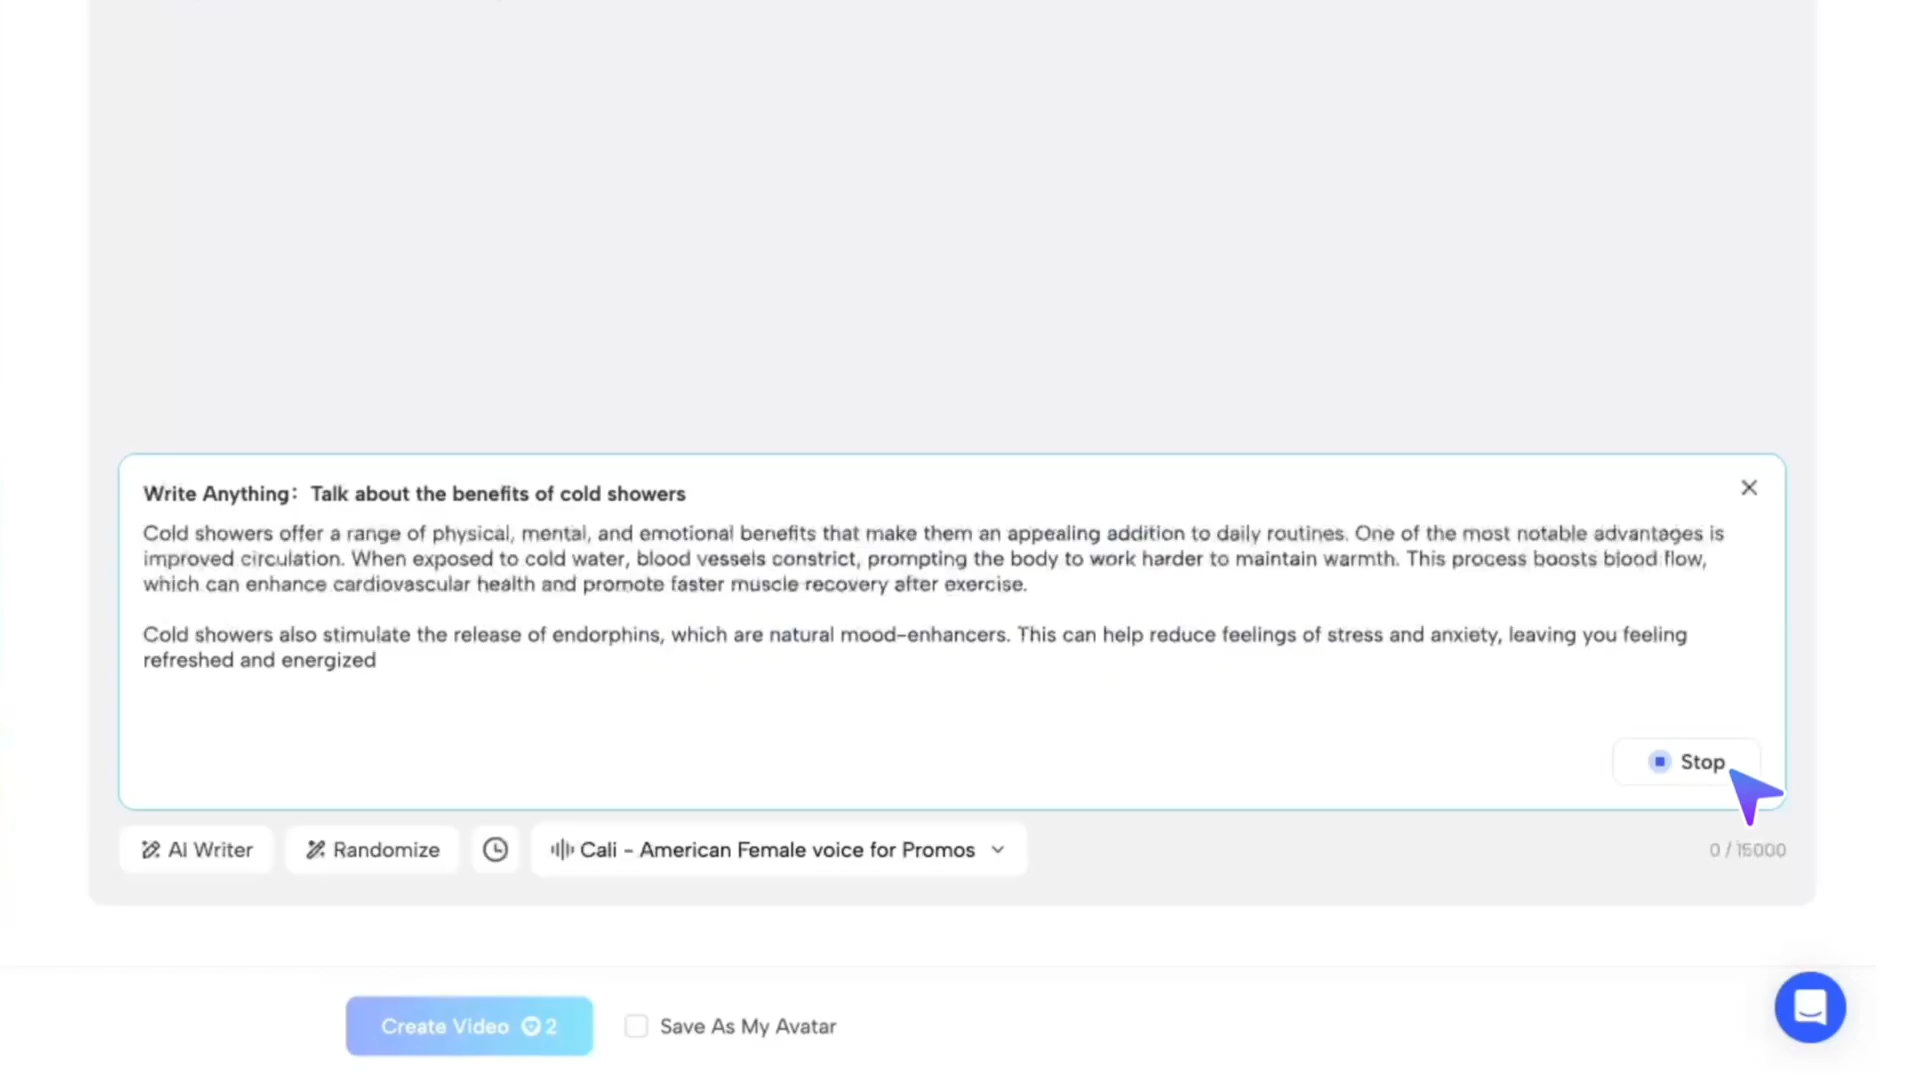 Write Anything: Talk about the benefits of cold showers
Cold showers offer a range of physical, mental, and emotional benefits that make them an appealing addition to daily routines. One of the most notable advantages is
improved circulation. When exposed to cold water, blood vessels constrict, prompting the body to work harder to maintain warmth. This process boosts blood flow,
which can enhance cardiovascular health and promote faster muscle recovery after exercise.
Cold showers also stimulate the release of endorphins, which are natural mood-enhancers. This can help reduce feelings of stress and anxiety, leaving you feeling
refreshed and energized
Stop
AI Writer
Randomize
Cali - American Female voice for Promos
0 / 15000
Create Video 2
Save As My Avatar